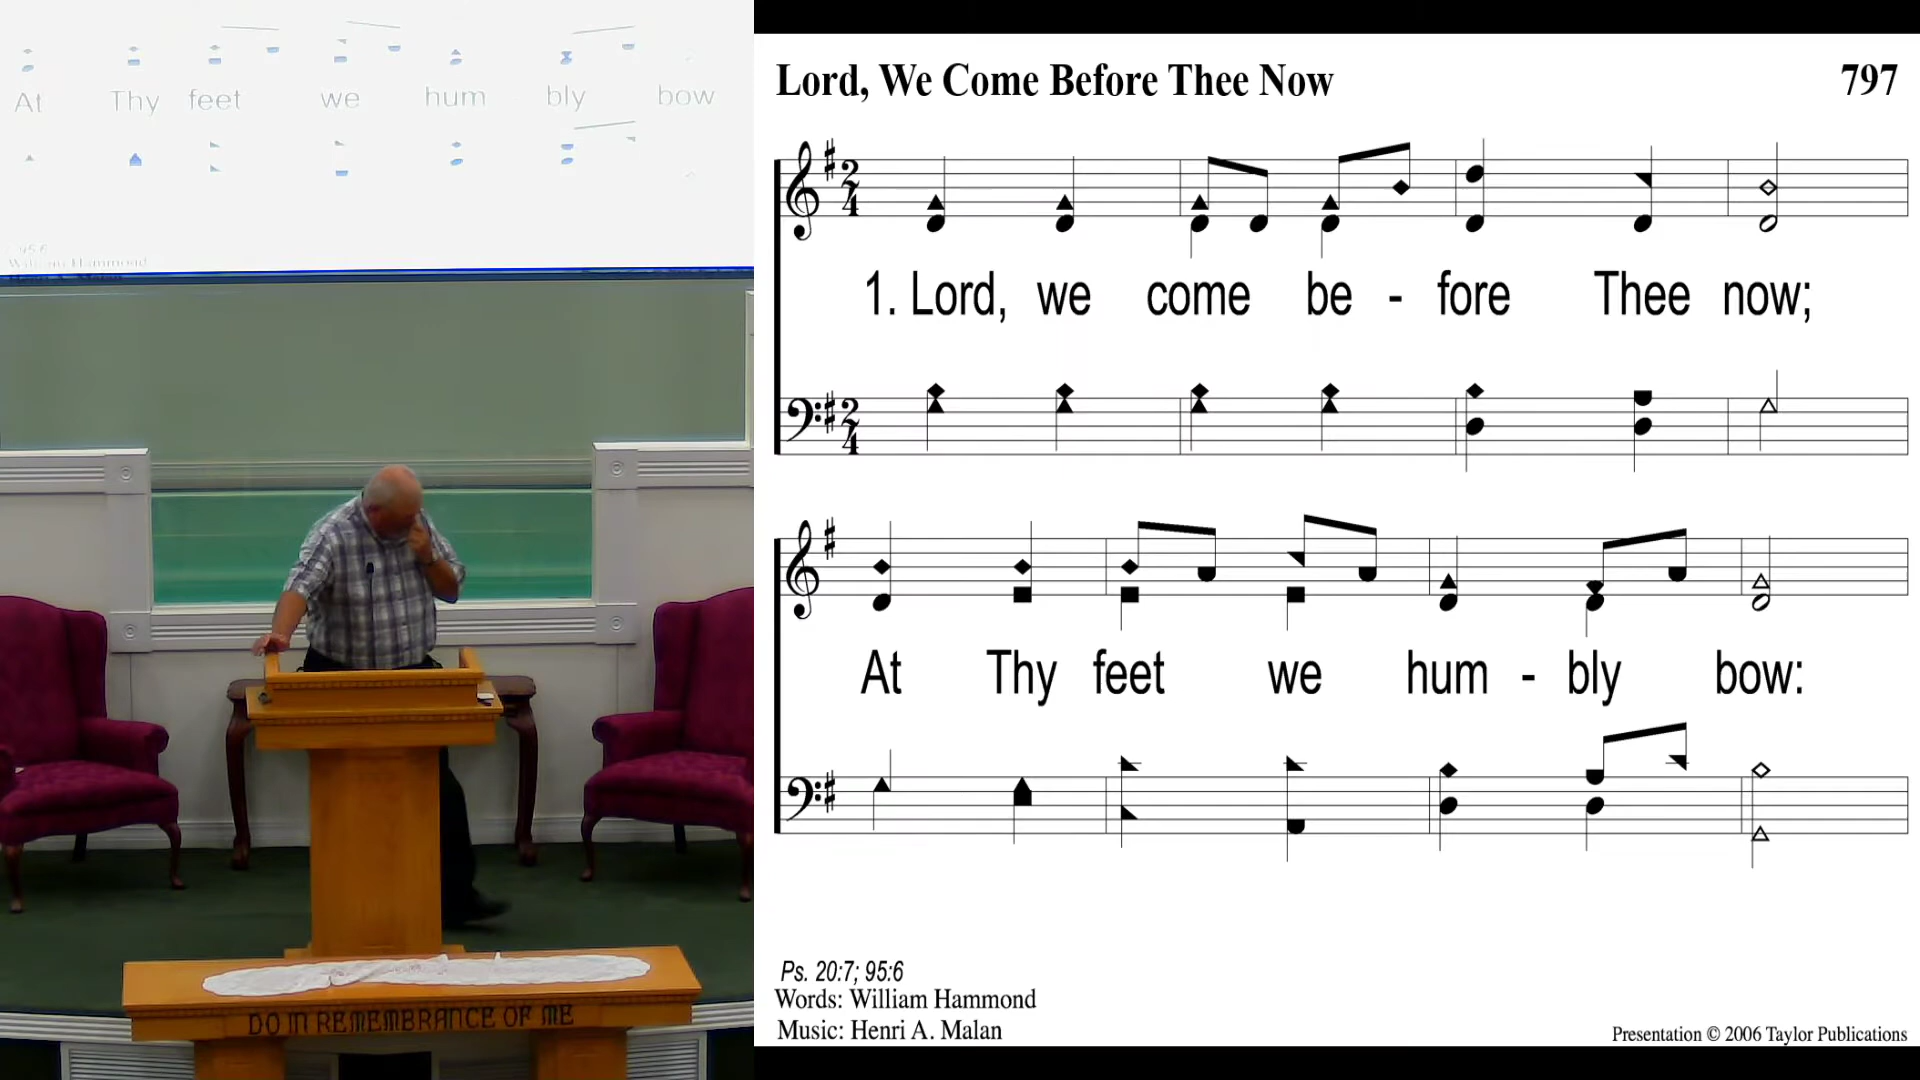 At Thy feet we hum bly bow
William Hammond
DO IN REMEMBRANCE OF ME
Lord, We Come Before Thee Now 797
1. Lord, we come be - fore Thee now;
At Thy feet we hum - bly bow:
Ps. 20:7; 95:6
Words: William Hammond
Music: Henri A. Malan
Presentation © 2006 Taylor Publications